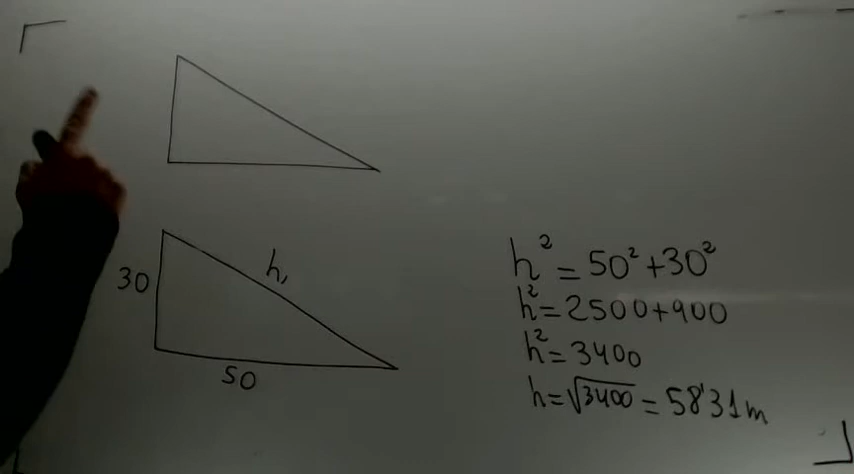 h,
30
50
h² = 50² + 30²
h² = 2500 + 900
h² = 3400
h = √3400 = 58'31 m